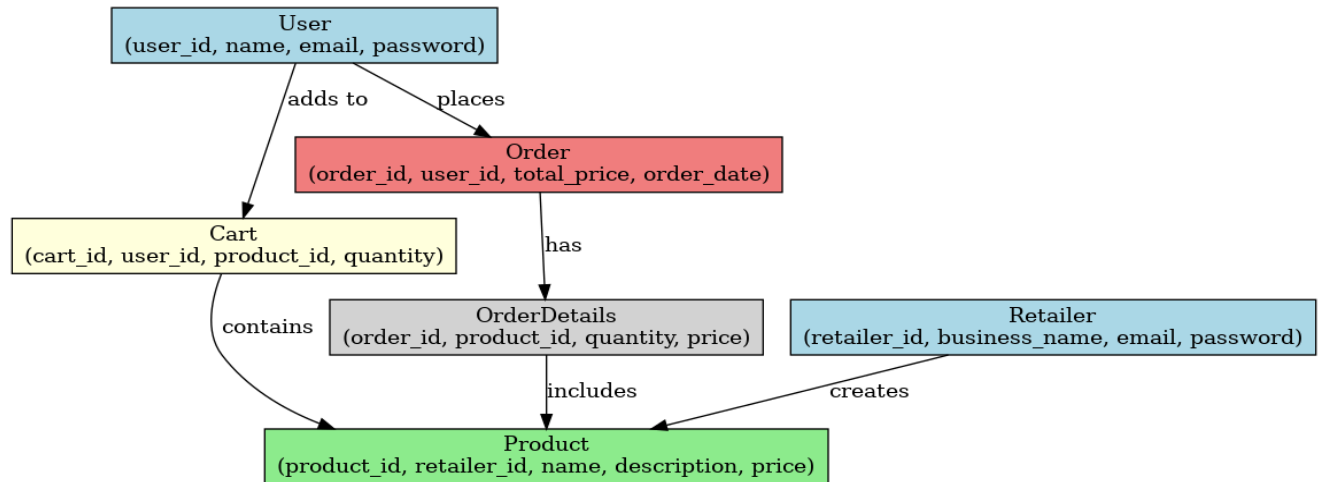 User
(user_id, name, email, password)
adds to
places
Order
(order_id, user_id, total_price, order_date)
Cart
(cart_id, user_id, product_id, quantity)
has
OrderDetails
(order_id, product_id, quantity, price)
Retailer
(retailer_id, business_name, email, password)
contains
includes
creates
Product
(product_id, retailer_id, name, description, price)